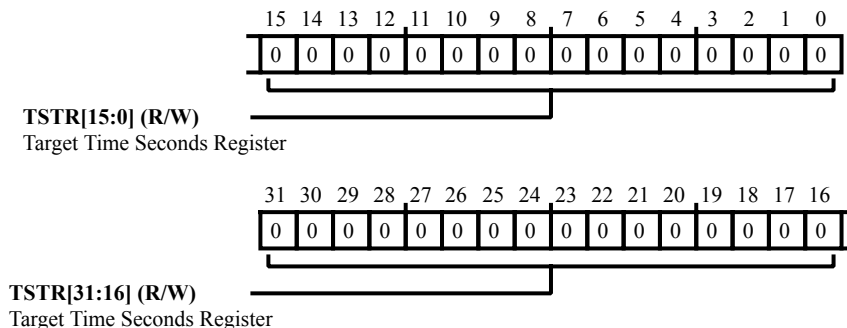 15 14 13 12 11 10 9 8 7 6 5 4 3 2 1 0
0 0 0 0 0 0 0 0 0 0 0 0 0 0 0 0
TSTR[15:0] (R/W)
Target Time Seconds Register
31 30 29 28 27 26 25 24 23 22 21 20 19 18 17 16
0 0 0 0 0 0 0 0 0 0 0 0 0 0 0 0
TSTR[31:16] (R/W)
Target Time Seconds Register